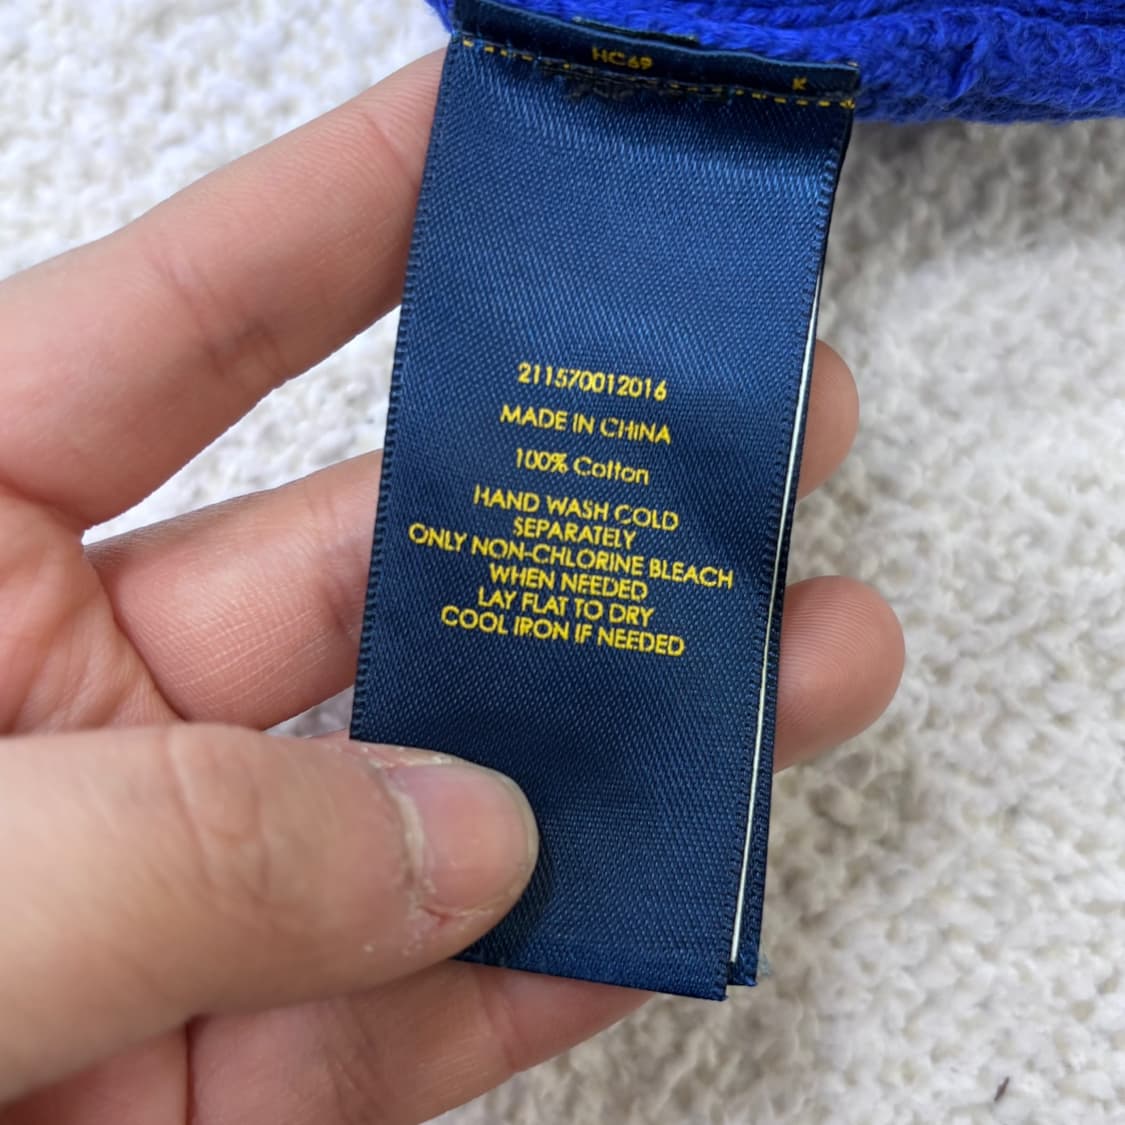 HC69
K
211570012016
MADE IN CHINA
100% Cotton
HAND WASH COLD
SEPARATELY
ONLY NON-CHLORINE BLEACH
WHEN NEEDED
LAY FLAT TO DRY
COOL IRON IF NEEDED